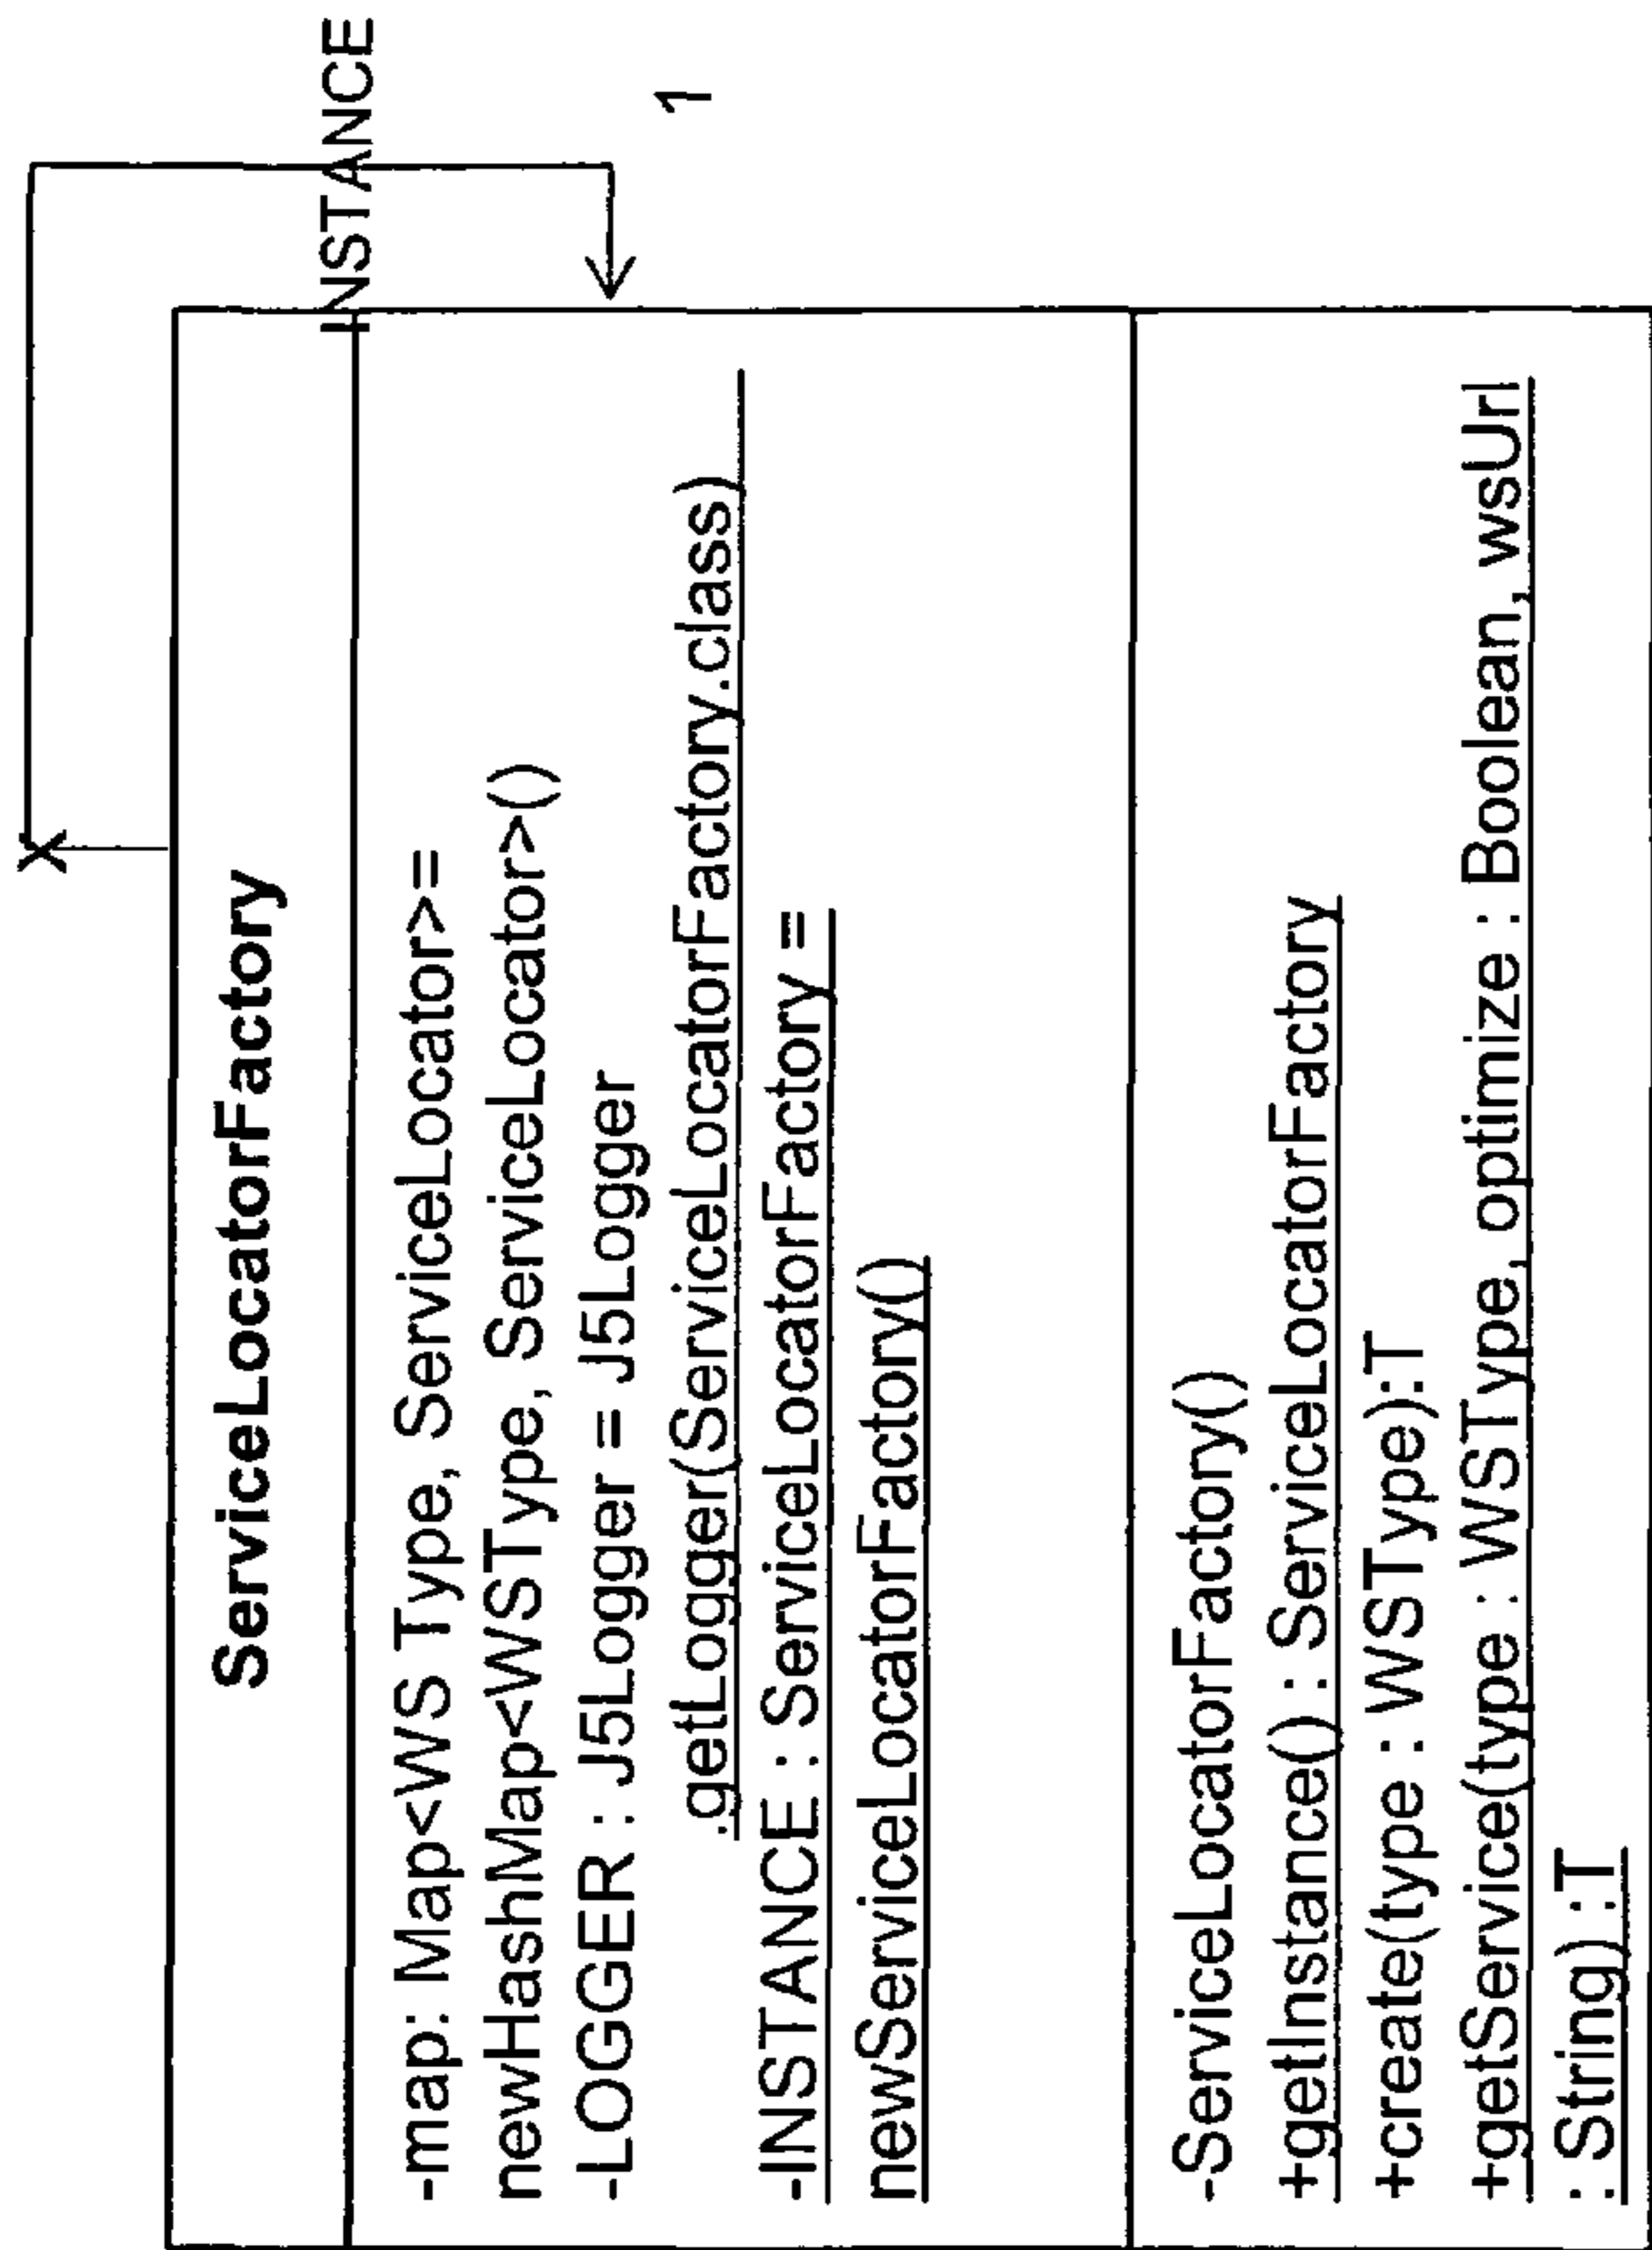 INSTANCE
1
ServiceLocatorFactory
-map: Map<WS Type, ServiceLocator>=
newHashMap<WSType, ServiceLocator>()
-LOGGER : J5Logger = J5Logger
.getLogger(ServiceLocatorFactory.class)
-INSTANCE : ServiceLocatorFactory =
newServiceLocatorFactory()
-ServiceLocatorFactory()
+getInstance() : ServiceLocatorFactory
+create(type : WSType):T
+getService(type : WSType, optimize : Boolean, wsUrl
: String) :T